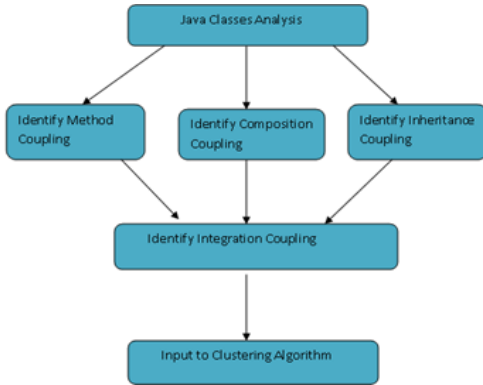 Java Classes Analysis
Identify Method
Coupling
Identify Composition
Coupling
Identify Inheritance
Coupling
Identify Integration Coupling
Input to Clustering Algorithm